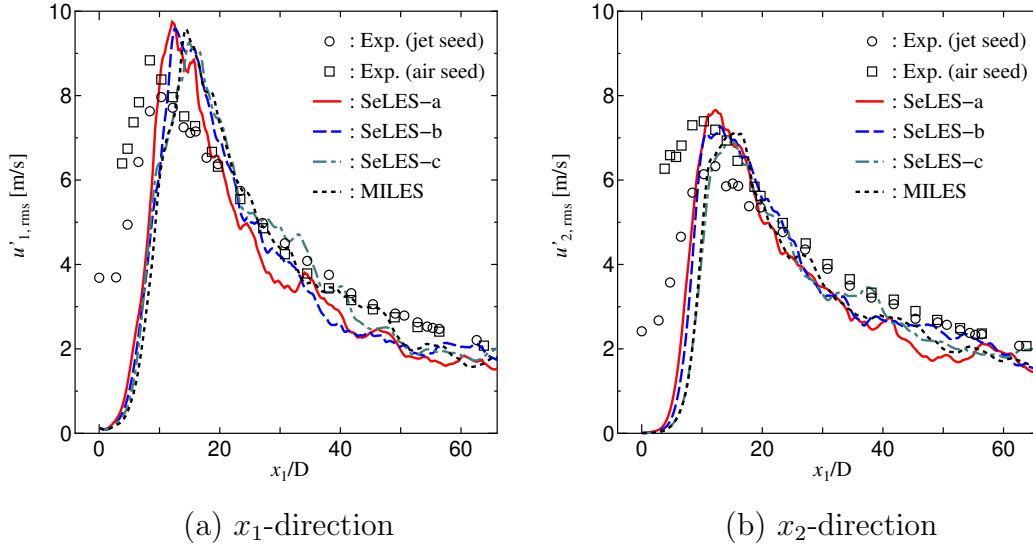 10
8
6
4
2
0
u'1,rms [m/s]
: Exp. (jet seed)
: Exp. (air seed)
: SeLES−a
: SeLES−b
: SeLES−c
: MILES
0 20 40 60
x1/D
(a) x1-direction
10
8
6
4
2
0
u'2,rms [m/s]
: Exp. (jet seed)
: Exp. (air seed)
: SeLES−a
: SeLES−b
: SeLES−c
: MILES
0 20 40 60
x1/D
(b) x2-direction